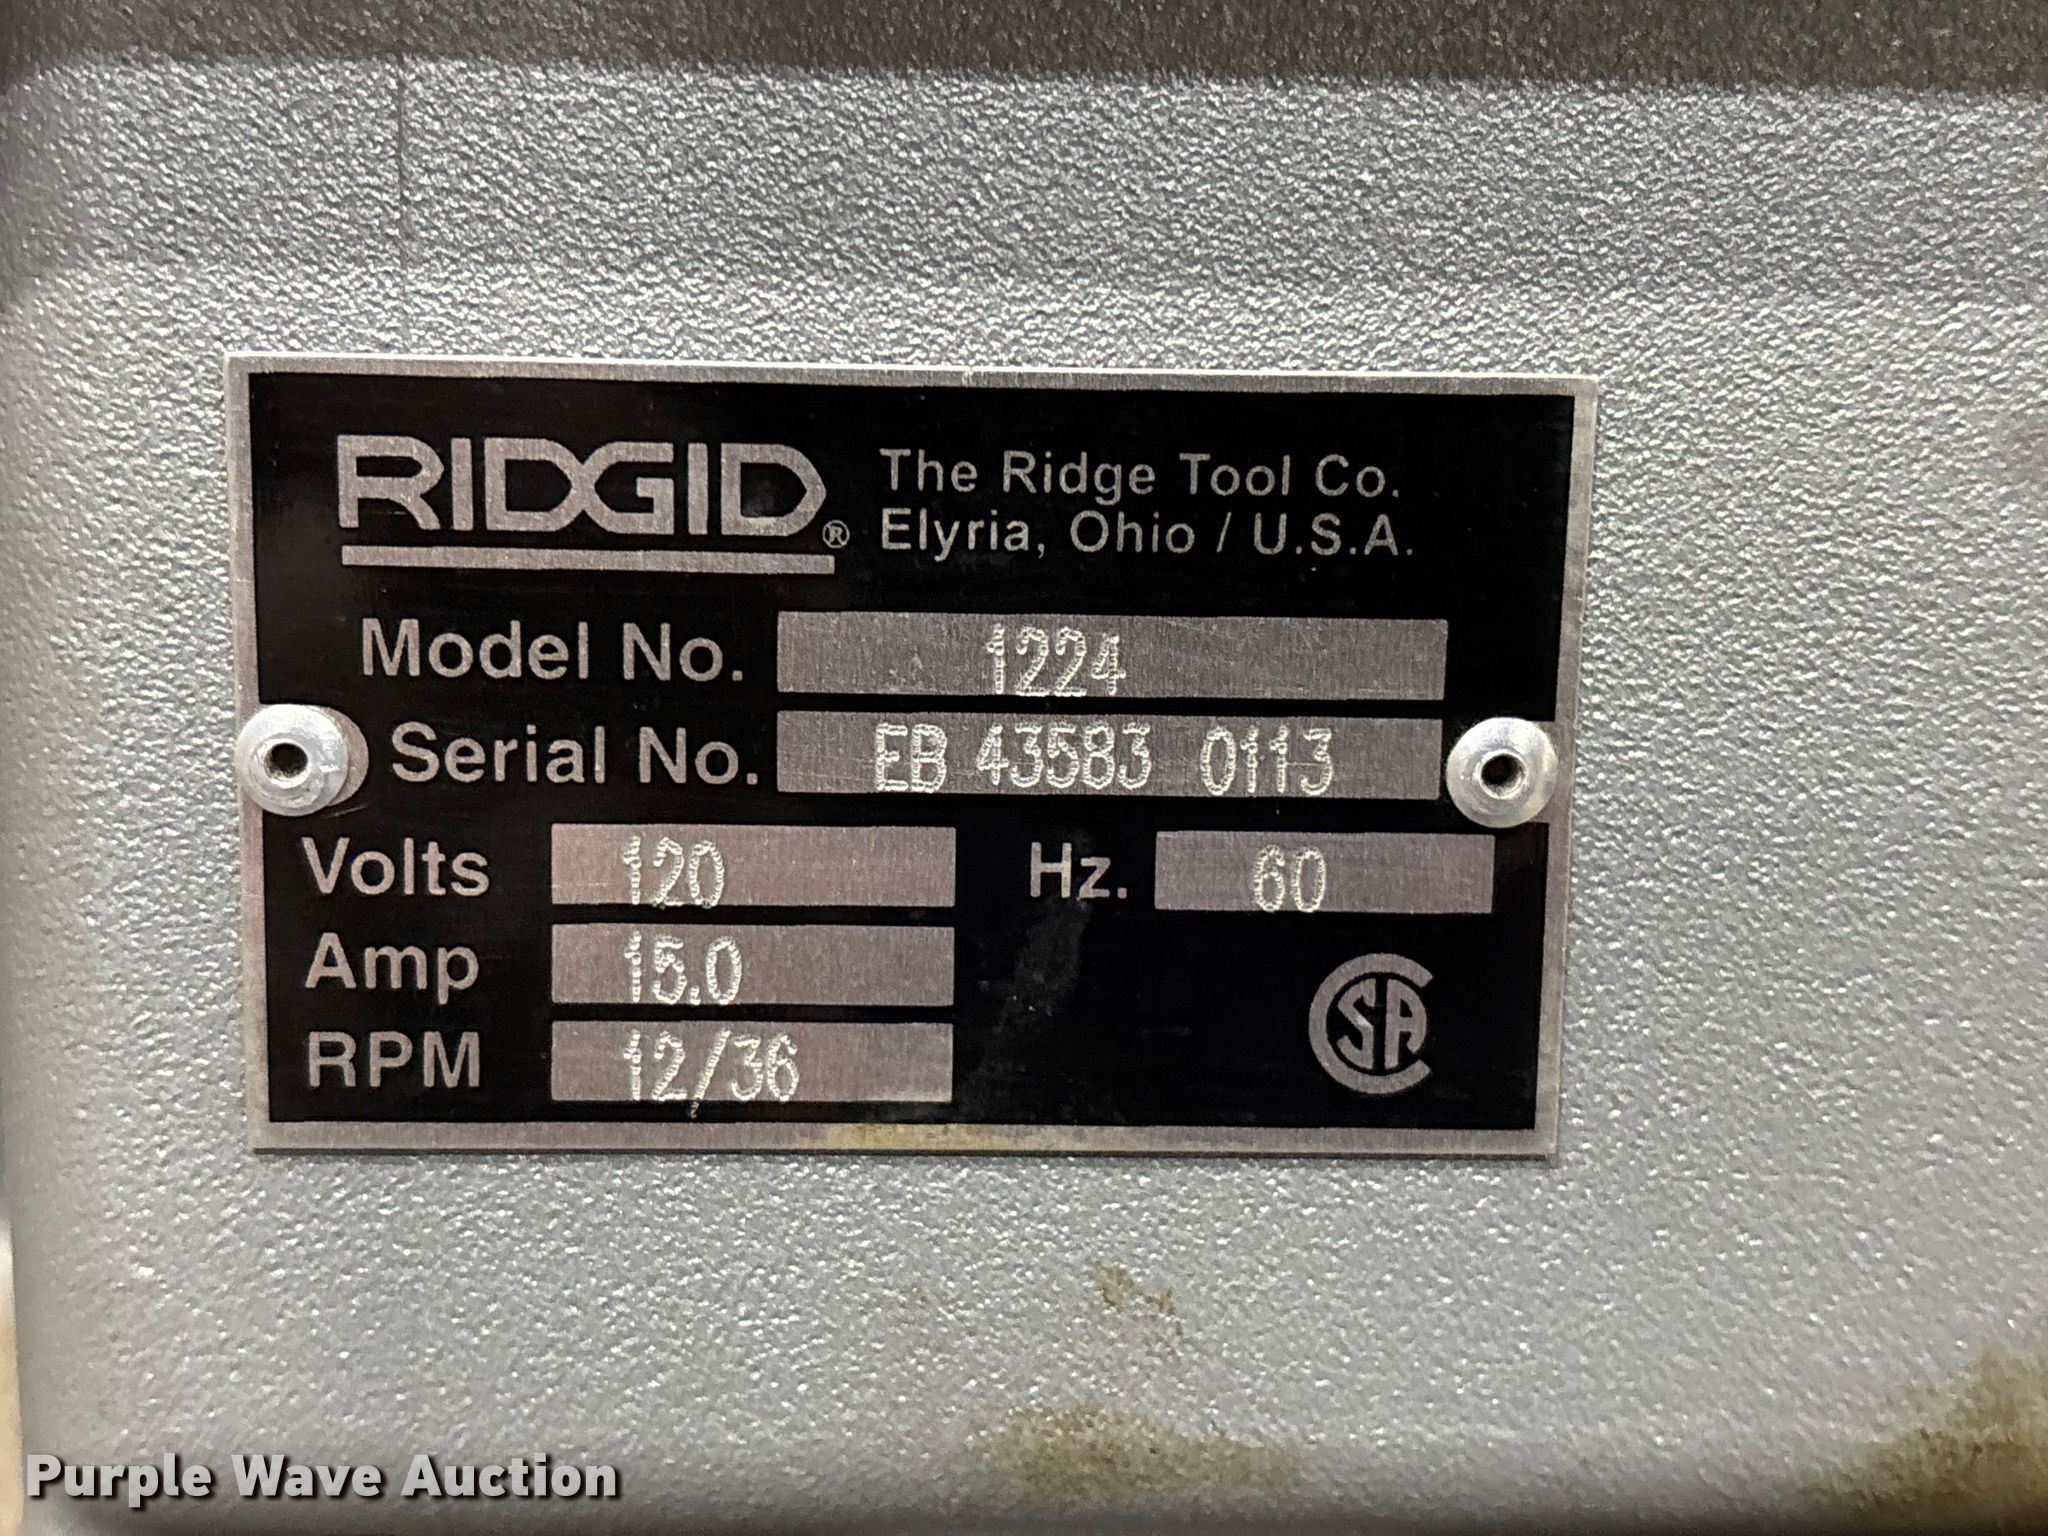 RIDGID® The Ridge Tool Co.
Elyria, Ohio / U.S.A.
Model No. 1224
Serial No. EB 43583 0113
Volts 120 Hz. 60
Amp 15.0
RPM 12/36
CSA
Purple Wave Auction